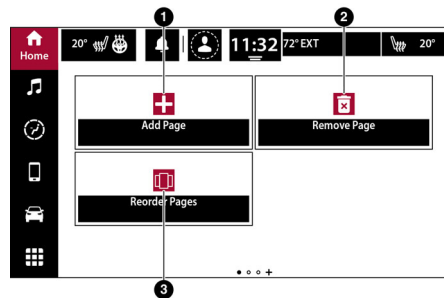 1 2
Home 20° 11:32 72° EXT 20°
Add Page Remove Page
Reorder Pages
3